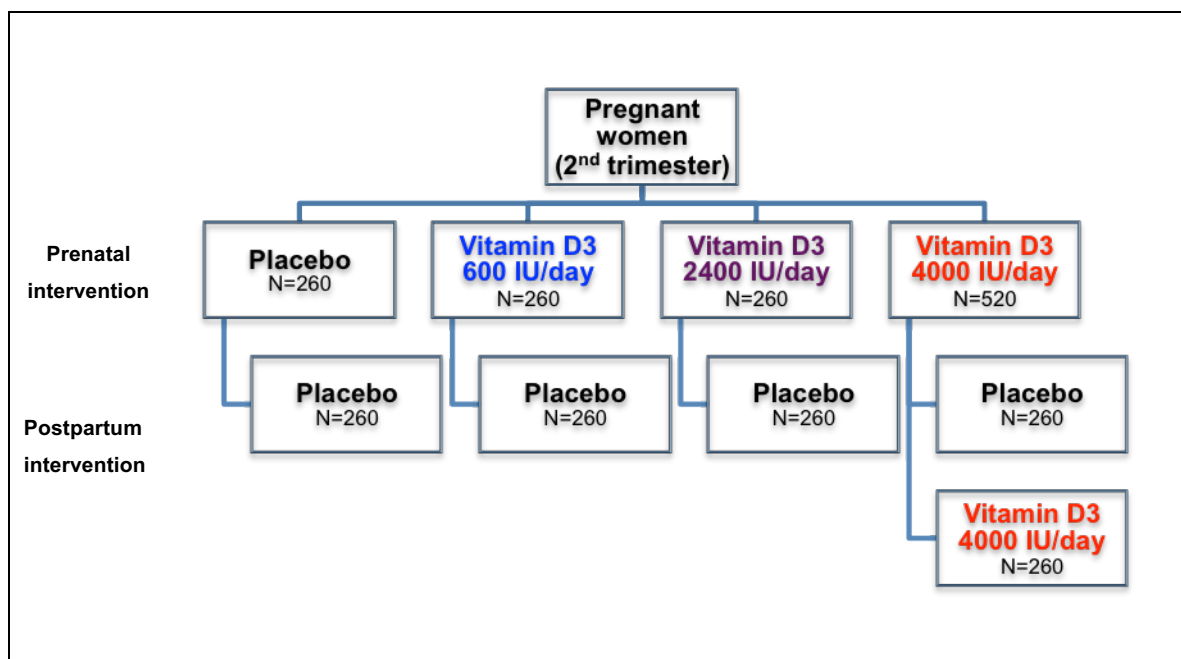 Pregnant
women
(2nd trimester)
Prenatal
intervention
Placebo
N=260
Vitamin D3
600 IU/day
N=260
Vitamin D3
2400 IU/day
N=260
Vitamin D3
4000 IU/day
N=520
Postpartum
intervention
Placebo
N=260
Placebo
N=260
Placebo
N=260
Placebo
N=260
Vitamin D3
4000 IU/day
N=260